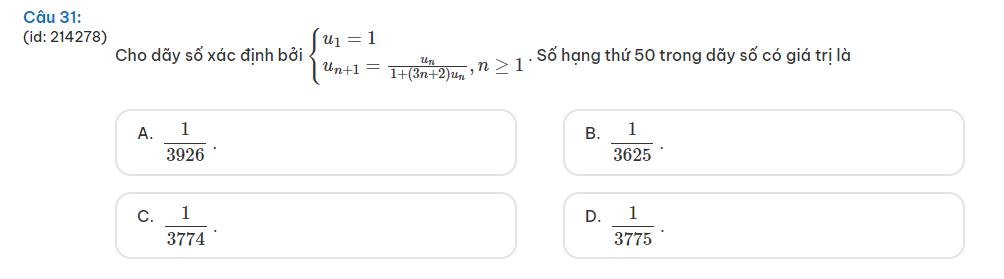 Câu 31:
(id: 214278)
Cho dãy số xác định bởi $\begin{cases} u_1 = 1 \\ u_{n+1} = \frac{u_n}{1+(3n+2)u_n}, n \geq 1 \end{cases}$. Số hạng thứ 50 trong dãy số có giá trị là
A. $\frac{1}{3926}$.
B. $\frac{1}{3625}$.
C. $\frac{1}{3774}$.
D. $\frac{1}{3775}$.